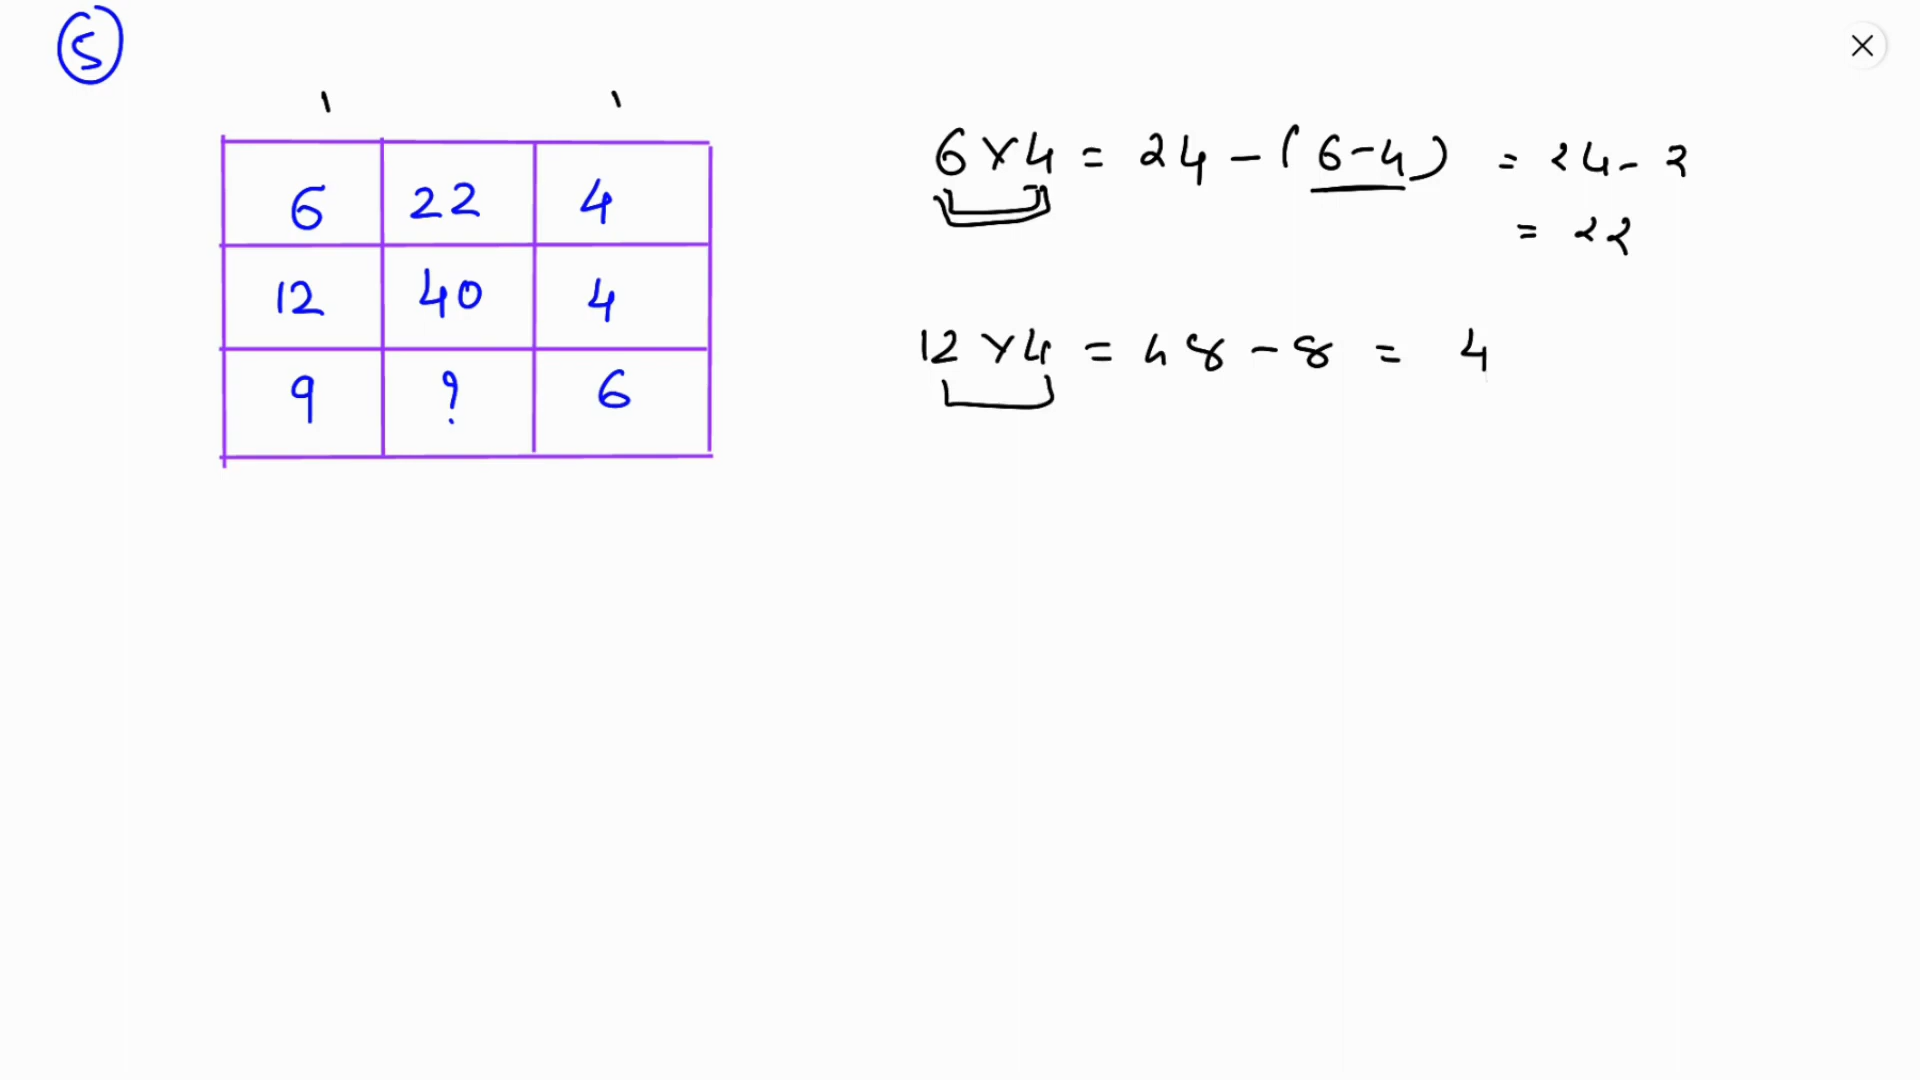 5
6 22 4
12 40 4
9 ? 6
6 × 4 = 24 - (6-4) = 24 - 2
= 22
12 × 4 = 48 - 8 = 4